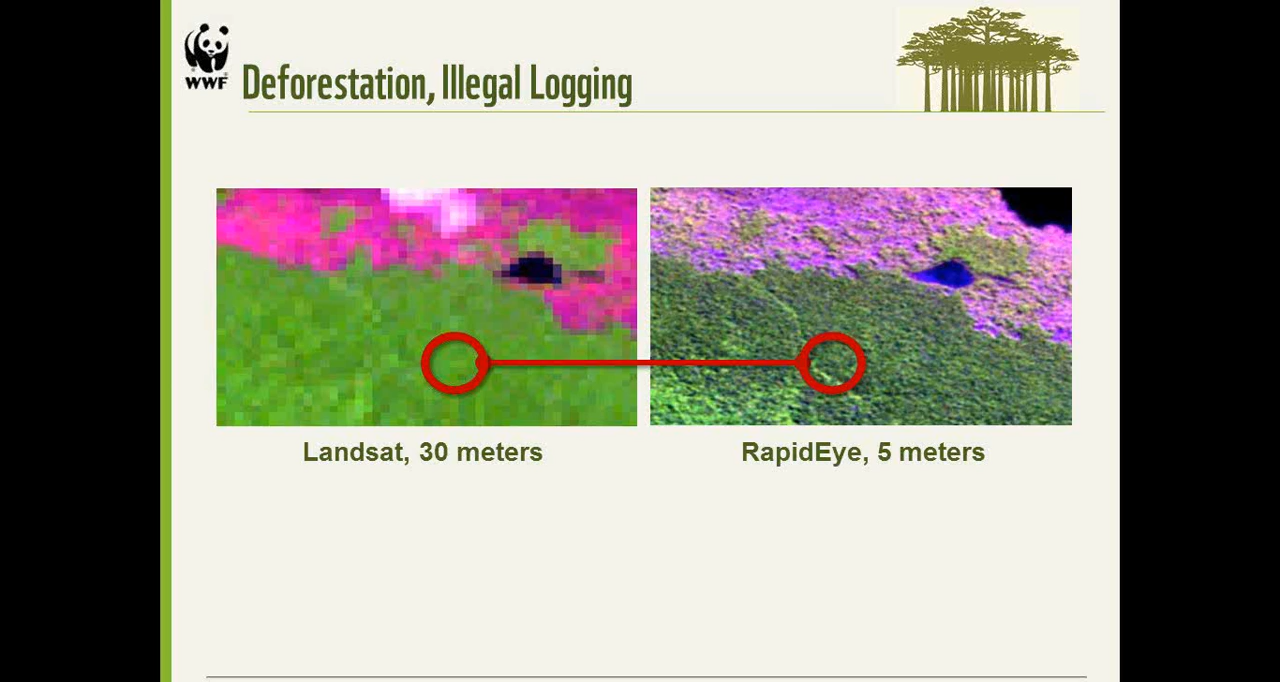 WWF
Deforestation, Illegal Logging
Landsat, 30 meters
RapidEye, 5 meters